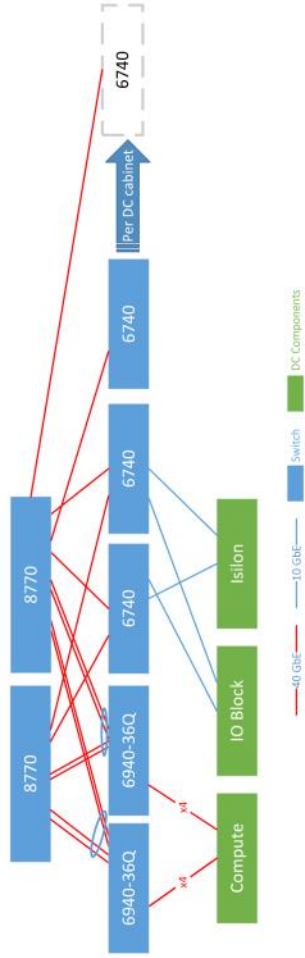 8770
8770
6940-36Q
6940-36Q
6740
6740
6740
Per DC cabinet
6740
x4
x4
Compute
IO Block
Isilon
40 GbE
10 GbE
Switch
DC Components